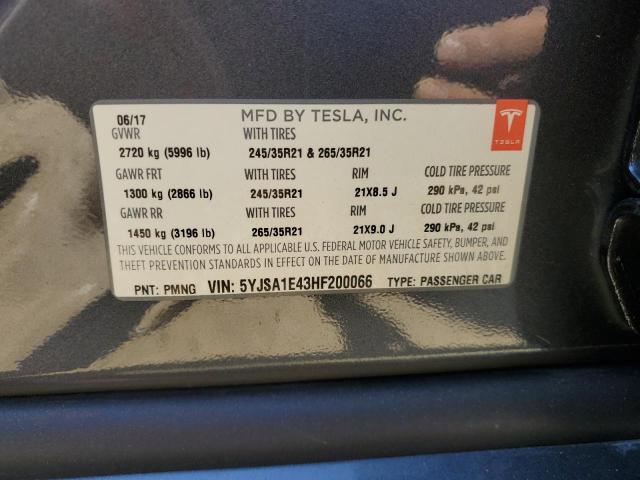 06/17 MFD BY TESLA, INC.
GVWR WITH TIRES
2720 kg (5996 lb) 245/35R21 & 265/35R21
GAWR FRT WITH TIRES RIM COLD TIRE PRESSURE
1300 kg (2866 lb) 245/35R21 21X8.5 J 290 kPa, 42 psi
GAWR RR WITH TIRES RIM COLD TIRE PRESSURE
1450 kg (3196 lb) 265/35R21 21X9.0 J 290 kPa, 42 psi
THIS VEHICLE CONFORMS TO ALL APPLICABLE U.S. FEDERAL MOTOR VEHICLE SAFETY, BUMPER, AND
THEFT PREVENTION STANDARDS IN EFFECT ON THE DATE OF MANUFACTURE SHOWN ABOVE.
PNT: PMNG VIN: 5YJSA1E43HF200066 TYPE: PASSENGER CAR
TESLA